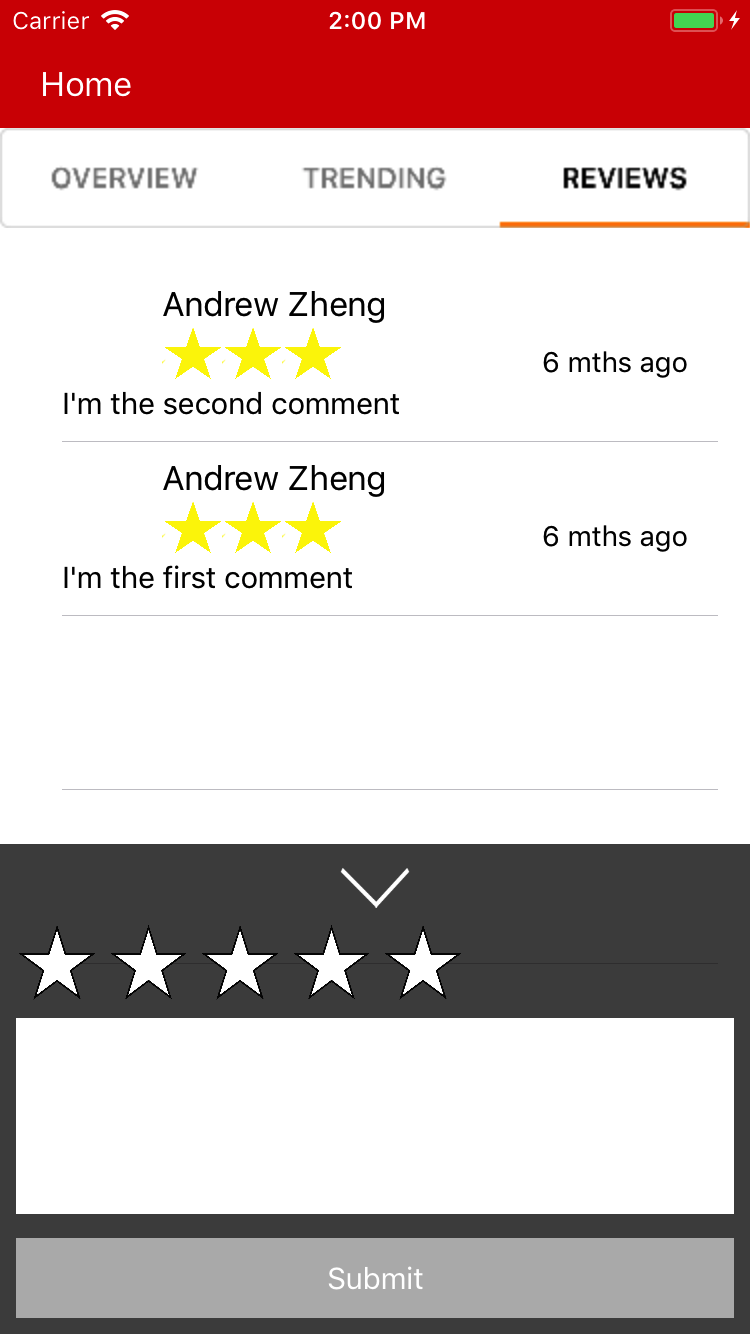 Carrier 2:00 PM
Home
OVERVIEW TRENDING REVIEWS
Andrew Zheng
6 mths ago
I'm the second comment
Andrew Zheng
6 mths ago
I'm the first comment
Submit